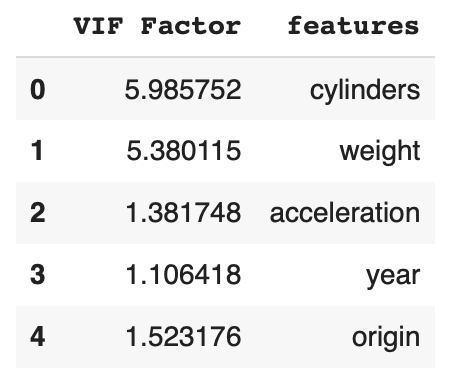 VIF Factor features
0 5.985752 cylinders
1 5.380115 weight
2 1.381748 acceleration
3 1.106418 year
4 1.523176 origin